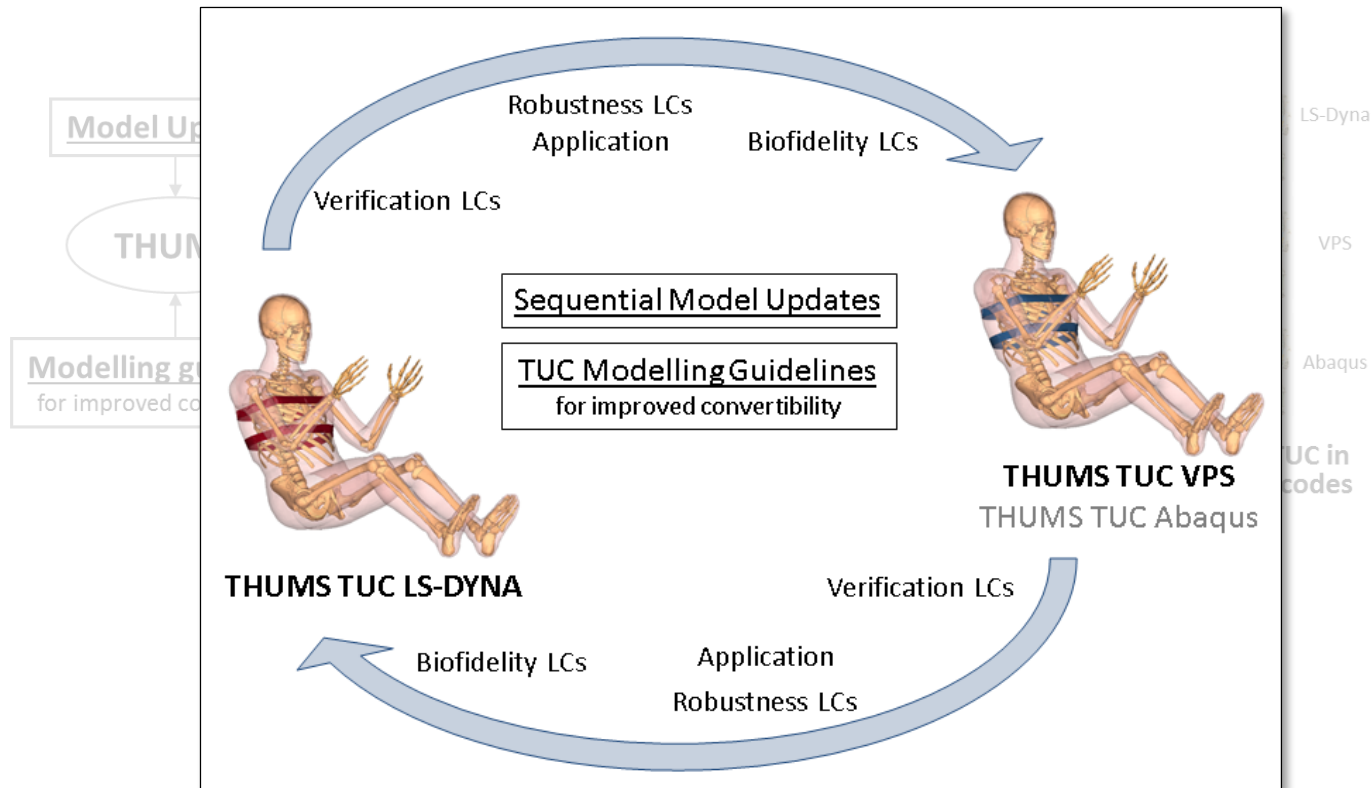 Robustness LCs
Application
Biofidelity LCs
Verification LCs
Model Up
THUM
Modelling gu
for improved co
Sequential Model Updates
TUC Modelling Guidelines
for improved convertibility
LS-Dyna
VPS
Abaqus
TUC in
codes
THUMS TUC VPS
THUMS TUC Abaqus
THUMS TUC LS-DYNA
Verification LCs
Biofidelity LCs
Application
Robustness LCs